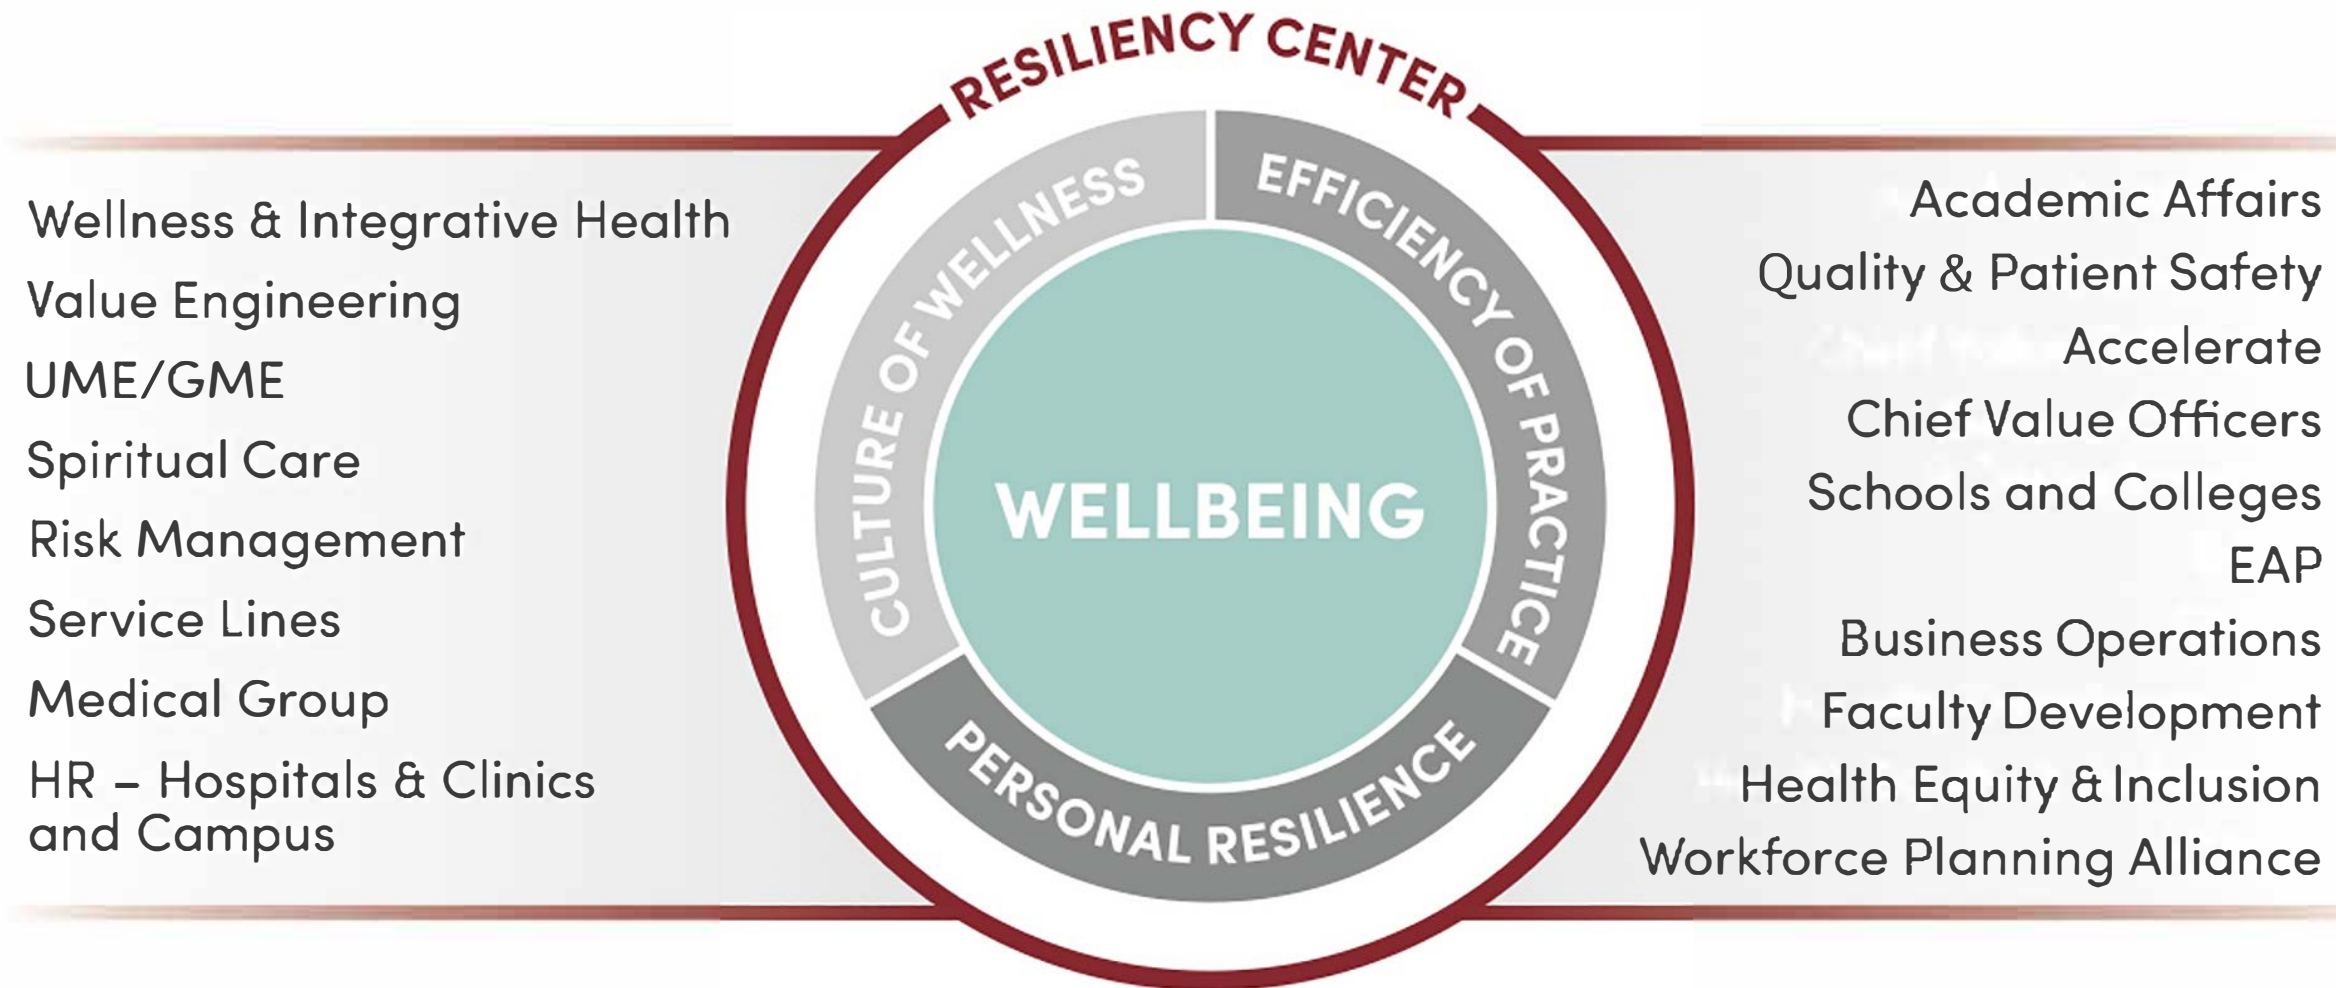 RESILIENCY CENTER
CULTURE OF WELLNESS
EFFICIENCY OF PRACTICE
PERSONAL RESILIENCE
WELLBEING
Wellness & Integrative Health
Value Engineering
UME/GME
Spiritual Care
Risk Management
Service Lines
Medical Group
HR – Hospitals & Clinics
and Campus
Academic Affairs
Quality & Patient Safety
Accelerate
Chief Value Officers
Schools and Colleges
EAP
Business Operations
Faculty Development
Health Equity & Inclusion
Workforce Planning Alliance